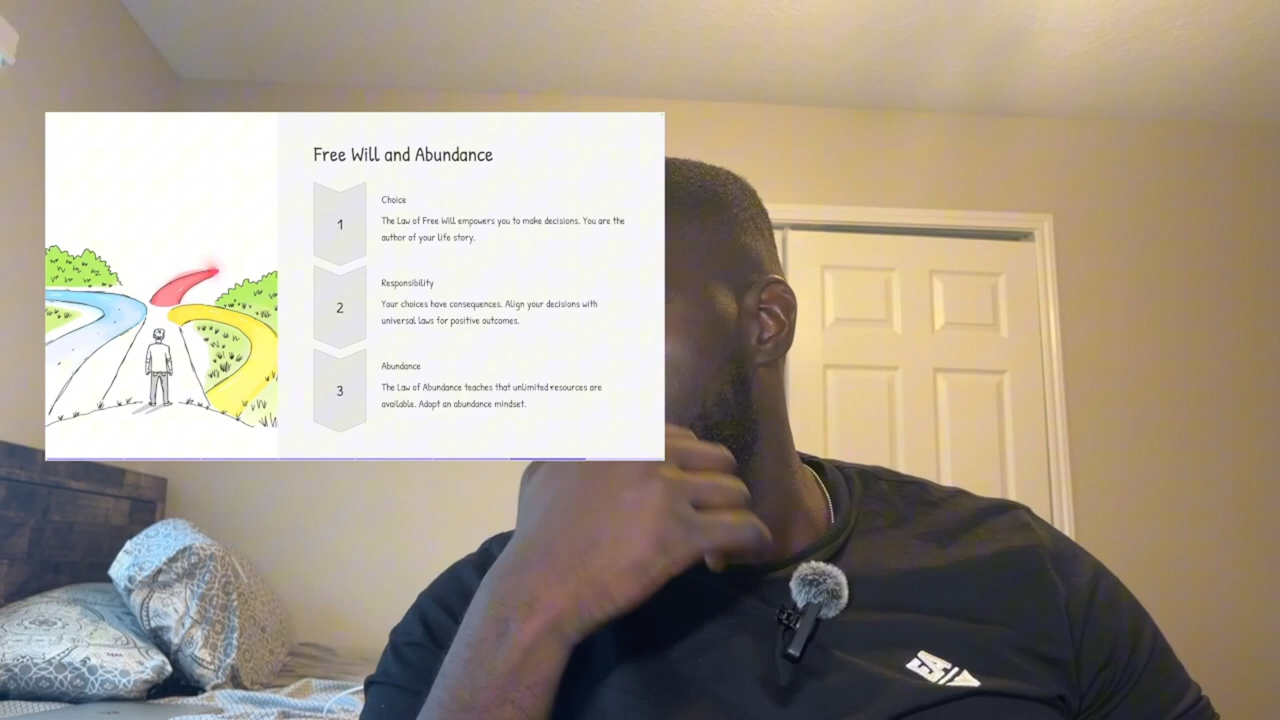 Free Will and Abundance
1
Choice
The Law of Free Will empowers you to make decisions. You are the
author of your life story.
2
Responsibility
Your choices have consequences. Align your decisions with
universal laws for positive outcomes.
3
Abundance
The Law of Abundance teaches that unlimited resources are
available. Adopt an abundance mindset.